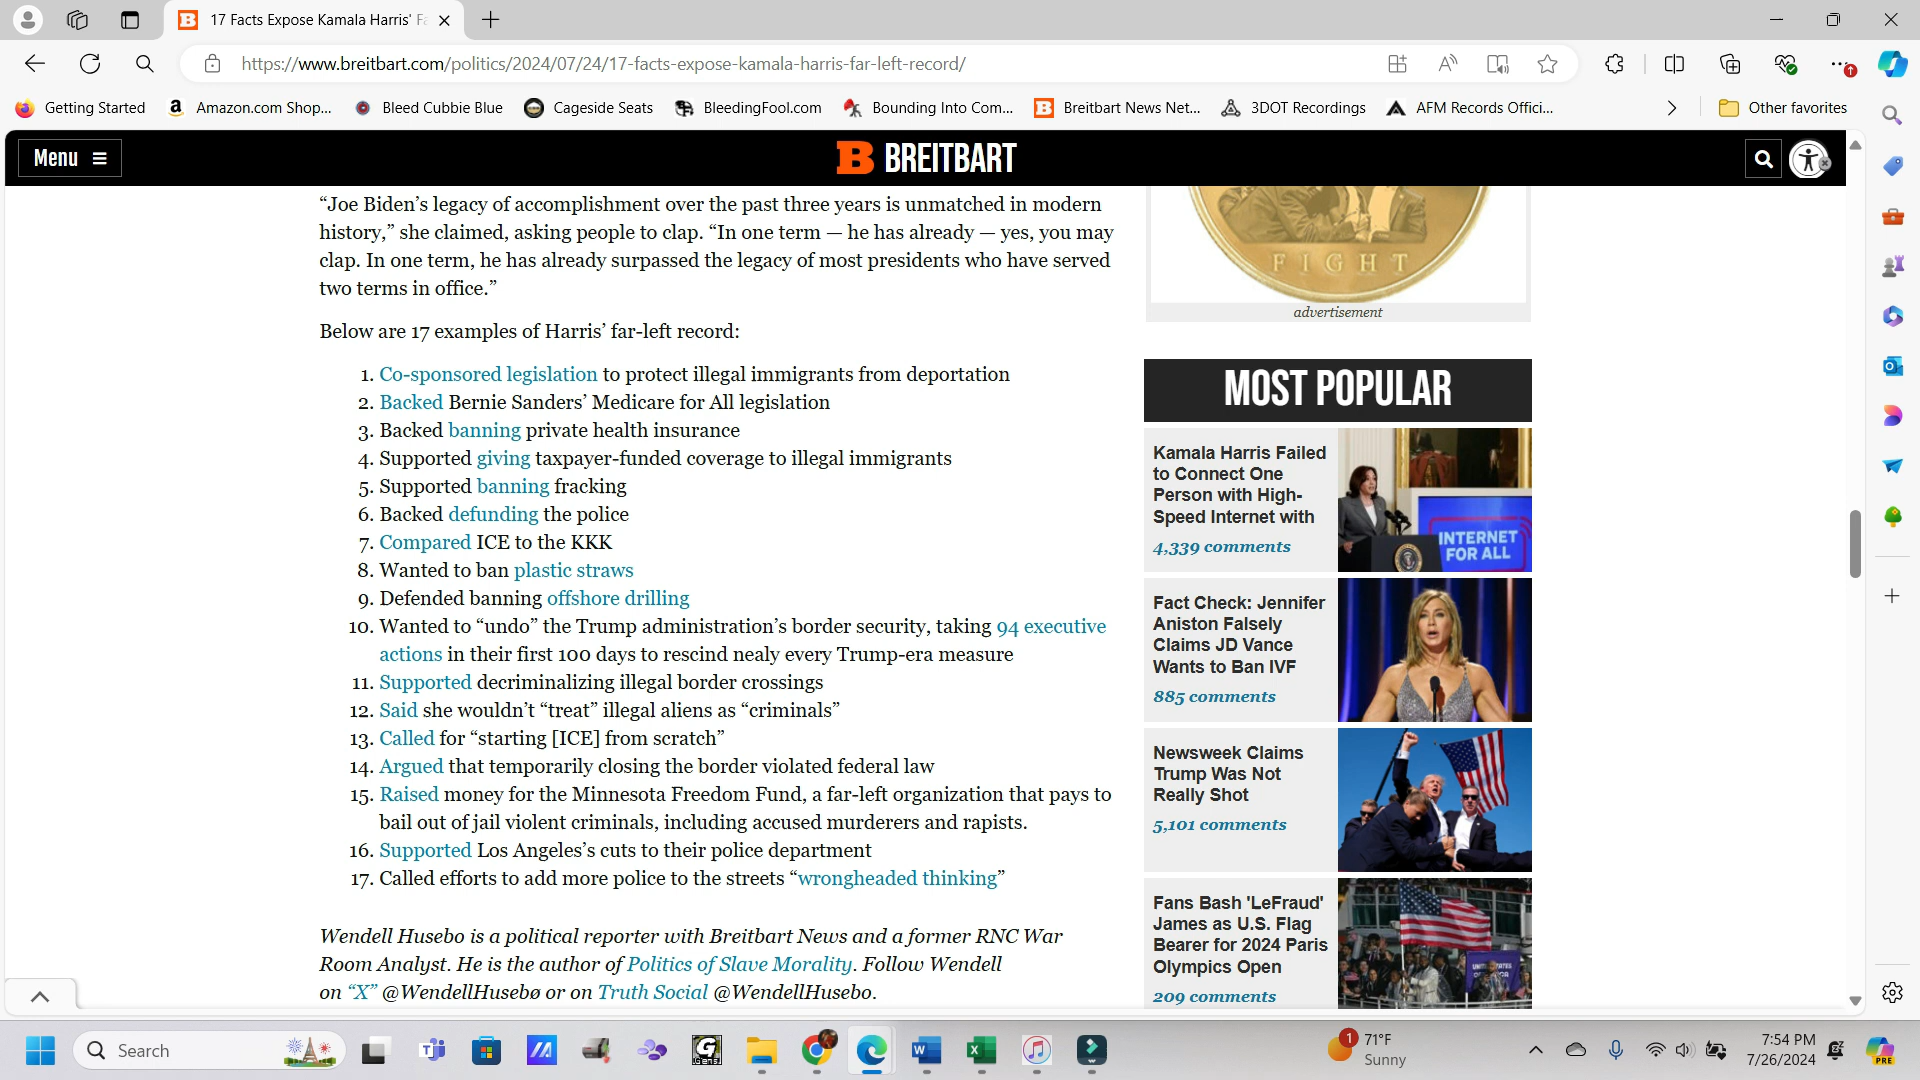 17 Facts Expose Kamala Harris' Fa
https://www.breitbart.com/politics/2024/07/24/17-facts-expose-kamala-harris-far-left-record/
Getting Started
Amazon.com Shop...
Bleed Cubbie Blue
Cageside Seats
BleedingFool.com
Bounding Into Com...
Breitbart News Net...
3DOT Recordings
AFM Records Offici...
Other favorites
Menu
BREITBART
“Joe Biden’s legacy of accomplishment over the past three years is unmatched in modern
history,” she claimed, asking people to clap. “In one term — he has already — yes, you may
clap. In one term, he has already surpassed the legacy of most presidents who have served
two terms in office.”
Below are 17 examples of Harris’ far-left record:
1. Co-sponsored legislation to protect illegal immigrants from deportation
2. Backed Bernie Sanders’ Medicare for All legislation
3. Backed banning private health insurance
4. Supported giving taxpayer-funded coverage to illegal immigrants
5. Supported banning fracking
6. Backed defunding the police
7. Compared ICE to the KKK
8. Wanted to ban plastic straws
9. Defended banning offshore drilling
10. Wanted to “undo” the Trump administration’s border security, taking 94 executive
actions in their first 100 days to rescind nealy every Trump-era measure
11. Supported decriminalizing illegal border crossings
12. Said she wouldn’t “treat” illegal aliens as “criminals”
13. Called for “starting [ICE] from scratch”
14. Argued that temporarily closing the border violated federal law
15. Raised money for the Minnesota Freedom Fund, a far-left organization that pays to
bail out of jail violent criminals, including accused murderers and rapists.
16. Supported Los Angeles’s cuts to their police department
17. Called efforts to add more police to the streets “wrongheaded thinking”
Wendell Husebo is a political reporter with Breitbart News and a former RNC War
Room Analyst. He is the author of Politics of Slave Morality. Follow Wendell
on “X” @WendellHusebø or on Truth Social @WendellHusebo.
FIGHT
advertisement
MOST POPULAR
Kamala Harris Failed
to Connect One
Person with High-
Speed Internet with
4,339 comments
INTERNET
FOR ALL
Fact Check: Jennifer
Aniston Falsely
Claims JD Vance
Wants to Ban IVF
885 comments
Newsweek Claims
Trump Was Not
Really Shot
5,101 comments
Fans Bash 'LeFraud'
James as U.S. Flag
Bearer for 2024 Paris
Olympics Open
209 comments
Search
1
71°F
Sunny
7:54 PM
7/26/2024
PRE